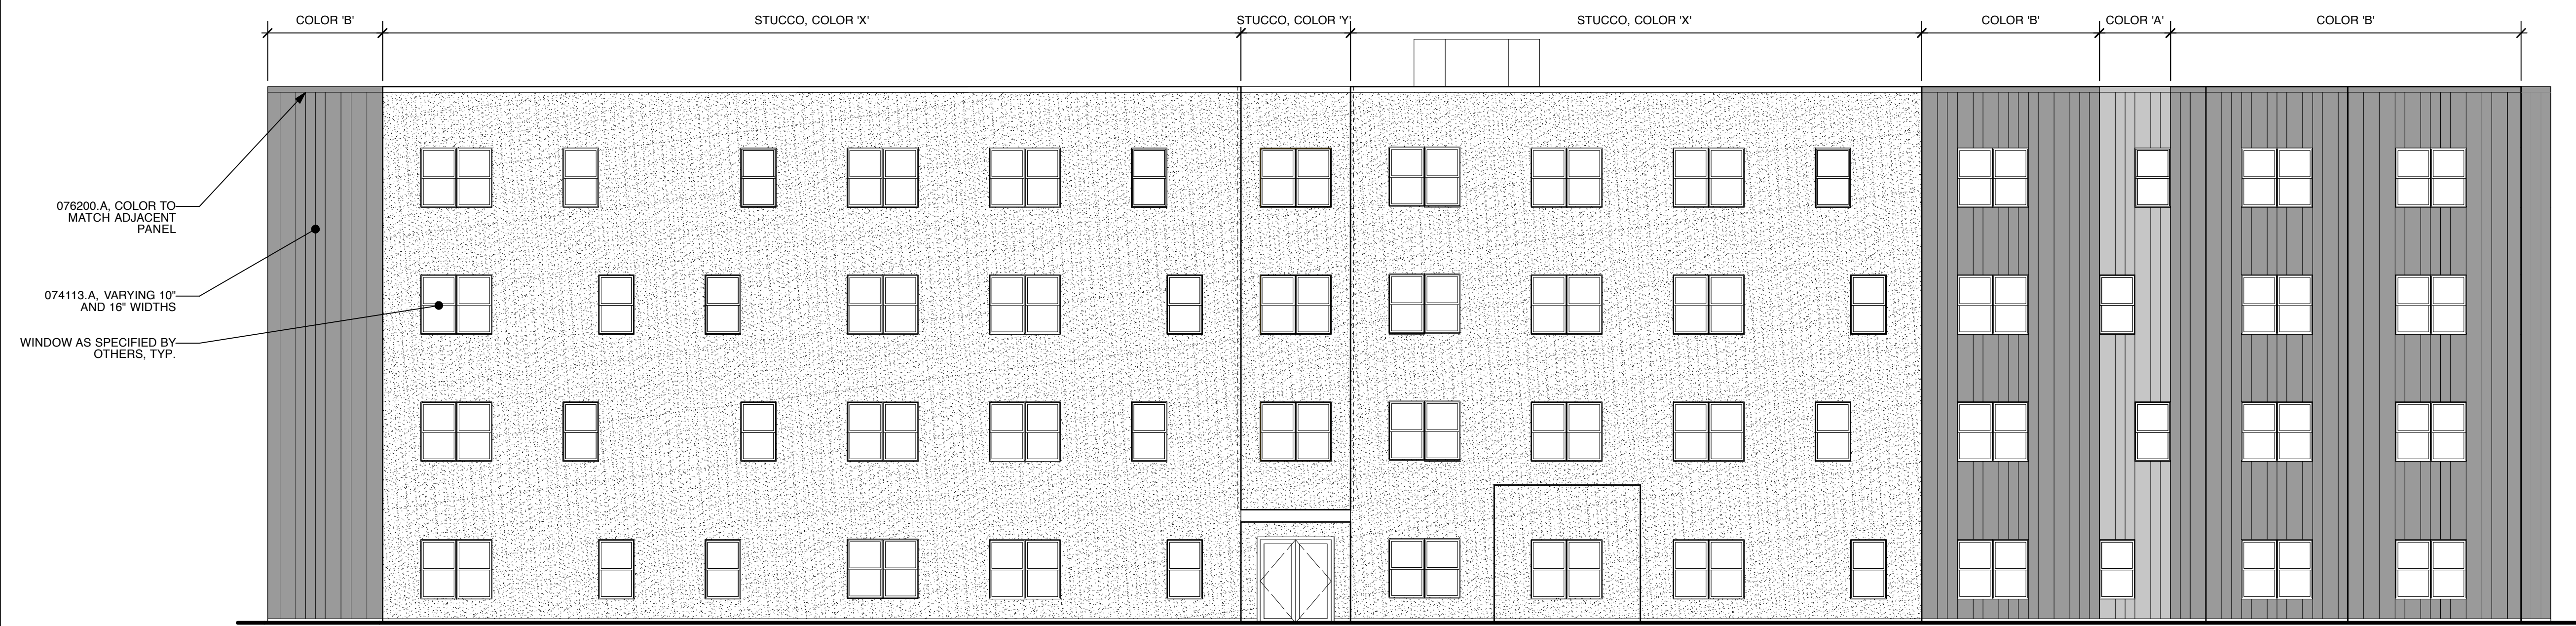 COLOR 'B'
STUCCO, COLOR 'X'
STUCCO, COLOR 'Y'
STUCCO, COLOR 'X'
COLOR 'B'
COLOR 'A'
COLOR 'B'
076200.A, COLOR TO
MATCH ADJACENT
PANEL
074113.A, VARYING 10"
AND 16" WIDTHS
WINDOW AS SPECIFIED BY
OTHERS, TYP.